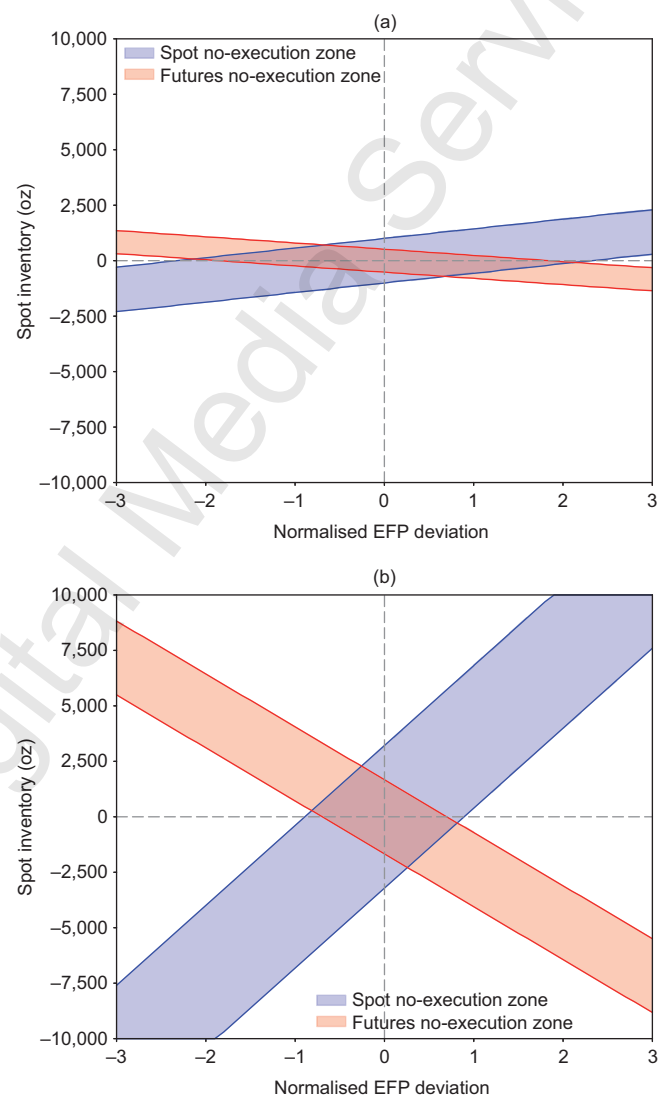 (a)
10,000
7,500
5,000
2,500
0
–2,500
–5,000
–7,500
–10,000
Spot inventory (oz)
Spot no-execution zone
Futures no-execution zone
–3
–2
–1
0
1
2
3
Normalised EFP deviation
(b)
10,000
7,500
5,000
2,500
0
–2,500
–5,000
–7,500
–10,000
Spot inventory (oz)
Spot no-execution zone
Futures no-execution zone
–3
–2
–1
0
1
2
3
Normalised EFP deviation
gital Media Servi